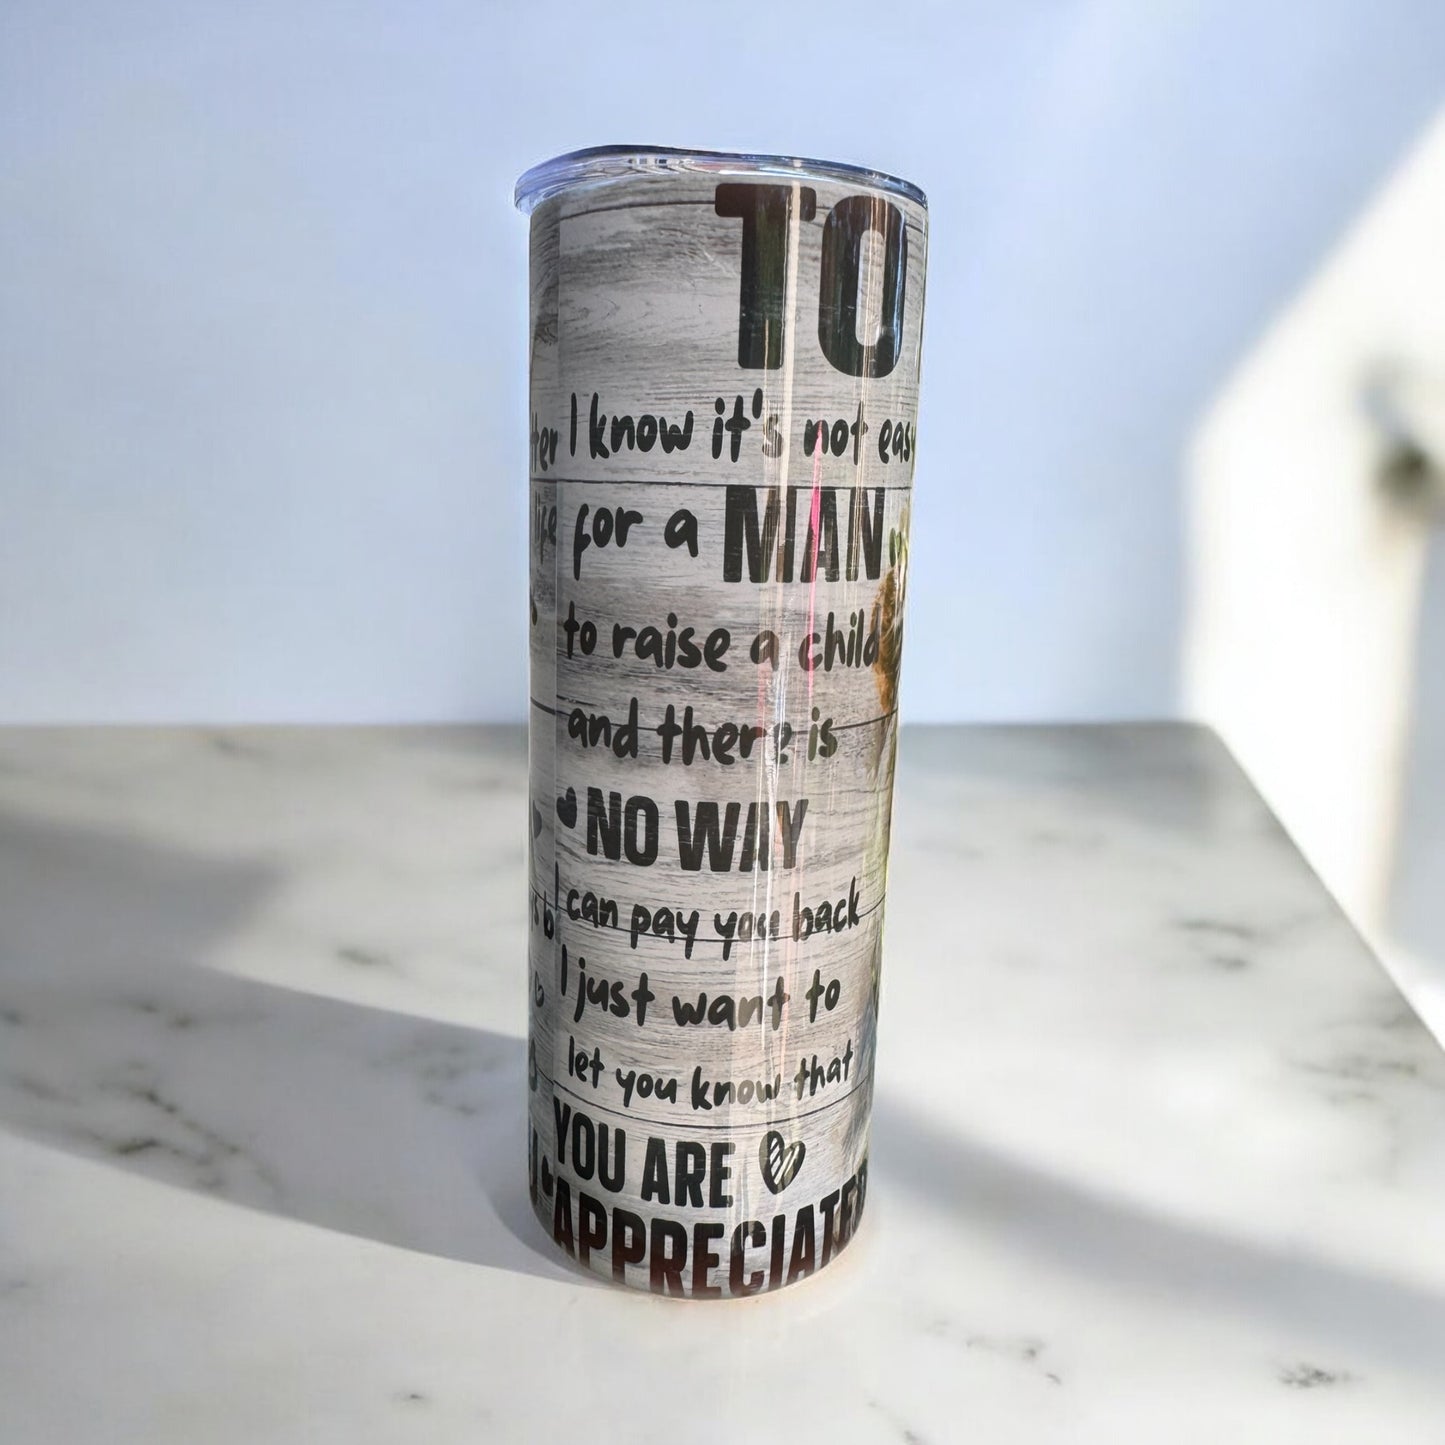 TO
I know it's not easy
for a MAN
to raise a child
and there is
NO WAY
I can pay you back
I just want to
let you know that
YOU ARE
APPRECIATED
life